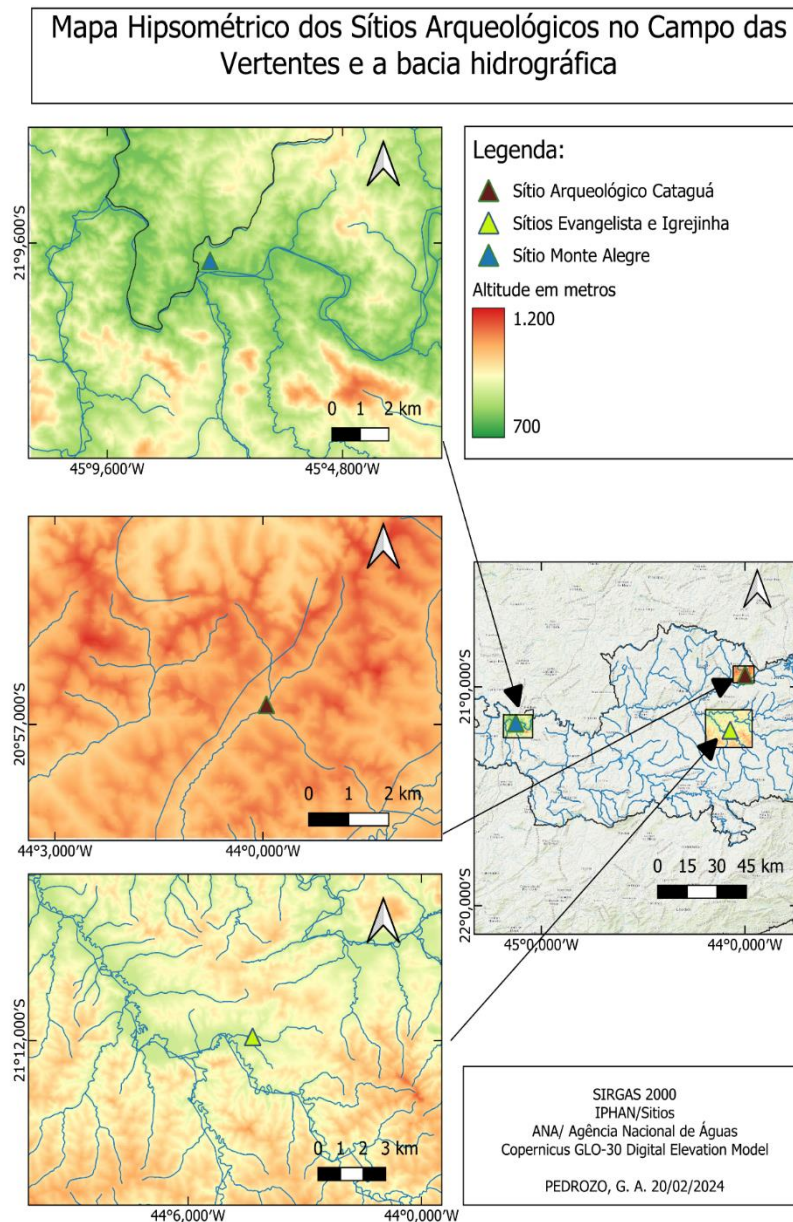 Mapa Hipsométrico dos Sítios Arqueológicos no Campo das
Vertentes e a bacia hidrográfica
21°9,600'S
0 1 2 km
45°9,600'W
45°4,800'W
Legenda:
Sítio Arqueológico Cataguá
Sítios Evangelista e Igrejinha
Sítio Monte Alegre
Altitude em metros
1.200
700
20°57,000'S
0 1 2 km
44°3,000'W
44°0,000'W
21°0,000'S
22°0,000'S
0 15 30 45 km
45°0,000'W
44°0,000'W
21°12,000'S
0 1 2 3 km
44°6,000'W
44°0,000'W
SIRGAS 2000
IPHAN/Sitios
ANA/ Agência Nacional de Águas
Copernicus GLO-30 Digital Elevation Model
PEDROZO, G. A. 20/02/2024